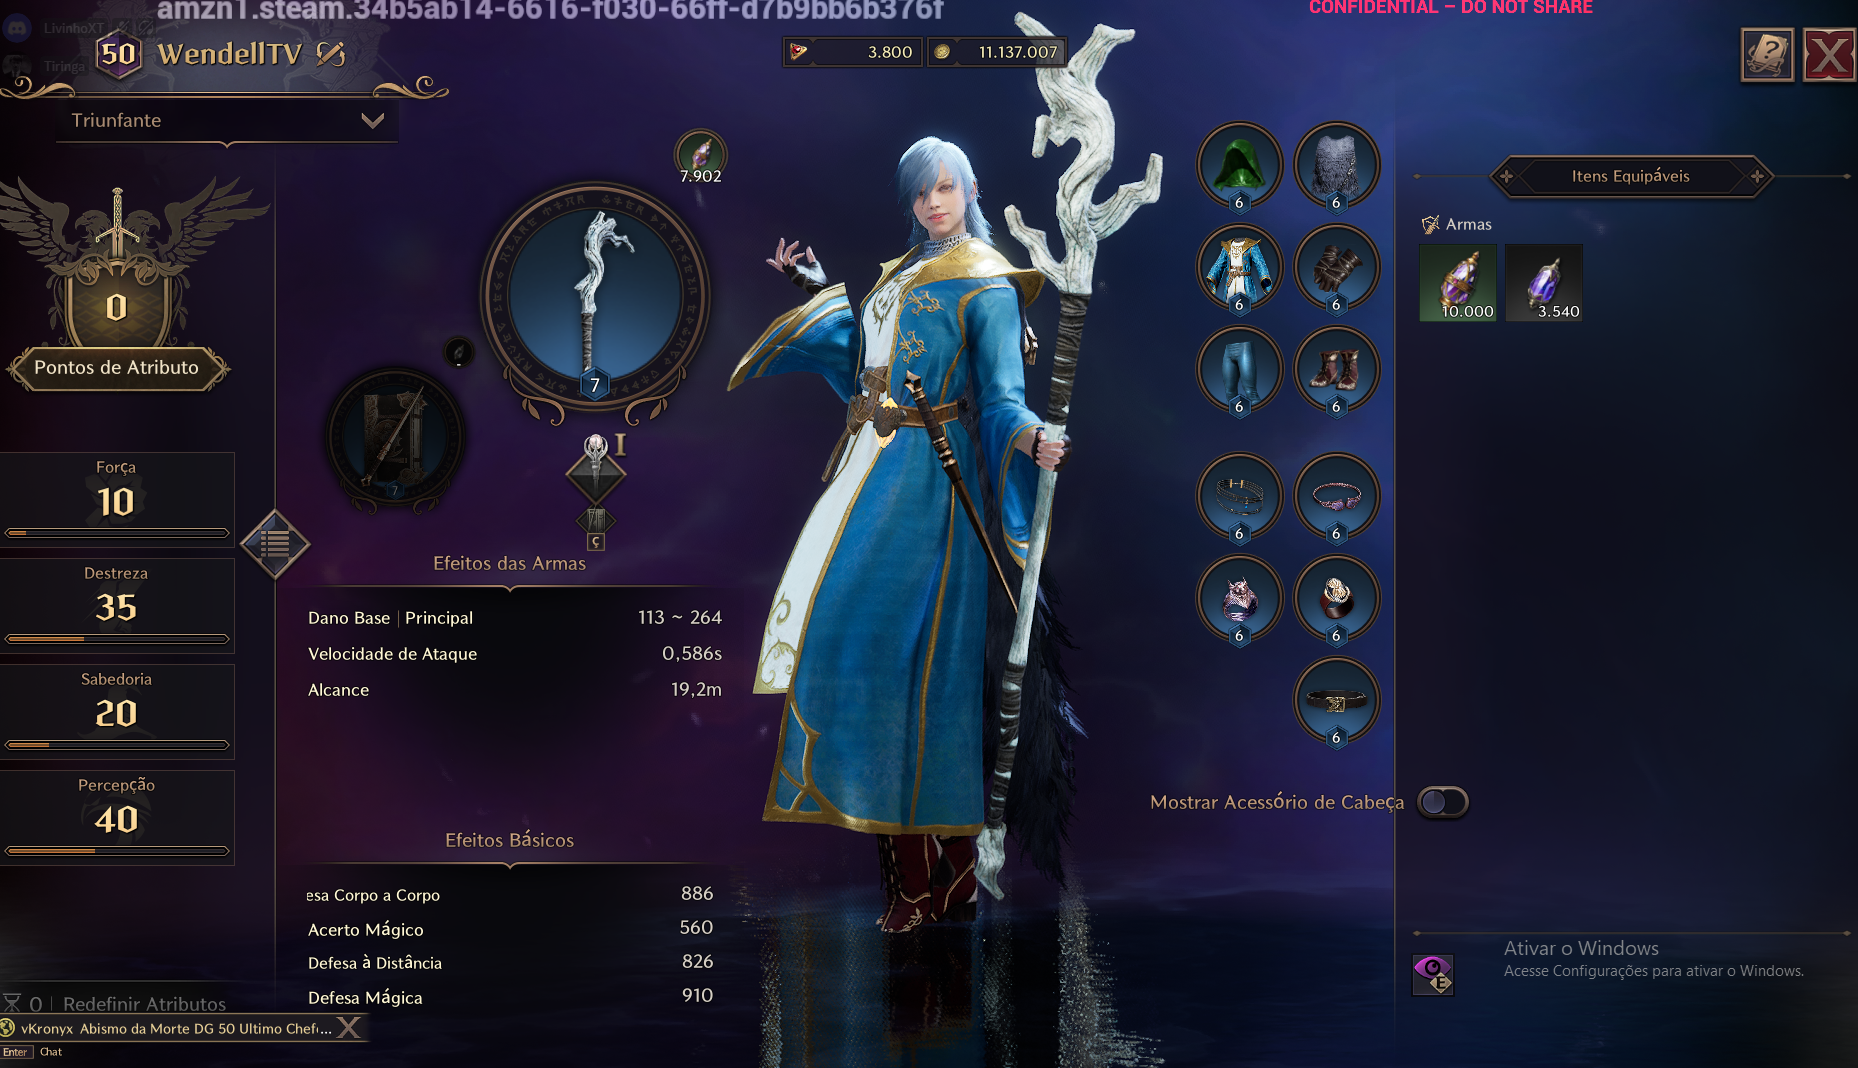 amzn1.steam.34b5ab14-6616-f030-66ff-d7b9bb6b376f
CONFIDENTIAL – DO NOT SHARE
LivinhoXT
Tiringa
50 WendellTV
3.800
11.137.007
Triunfante
7.902
0
Pontos de Atributo
Força
10
Destreza
35
Sabedoria
20
Percepção
40
7
7
I
Ç
Efeitos das Armas
Dano Base | Principal 113 ~ 264
Velocidade de Ataque 0,586s
Alcance 19,2m
Efeitos Básicos
esa Corpo a Corpo 886
Acerto Mágico 560
Defesa à Distância 826
Defesa Mágica 910
6 6
6 6
6 6
6 6
6 6
6
Mostrar Acessório de Cabeça
Itens Equipáveis
Armas
10.000 3.540
E
Ativar o Windows
Acesse Configurações para ativar o Windows.
0 | Redefinir Atributos
vKronyx Abismo da Morte DG 50 Ultimo Chef...
Enter Chat